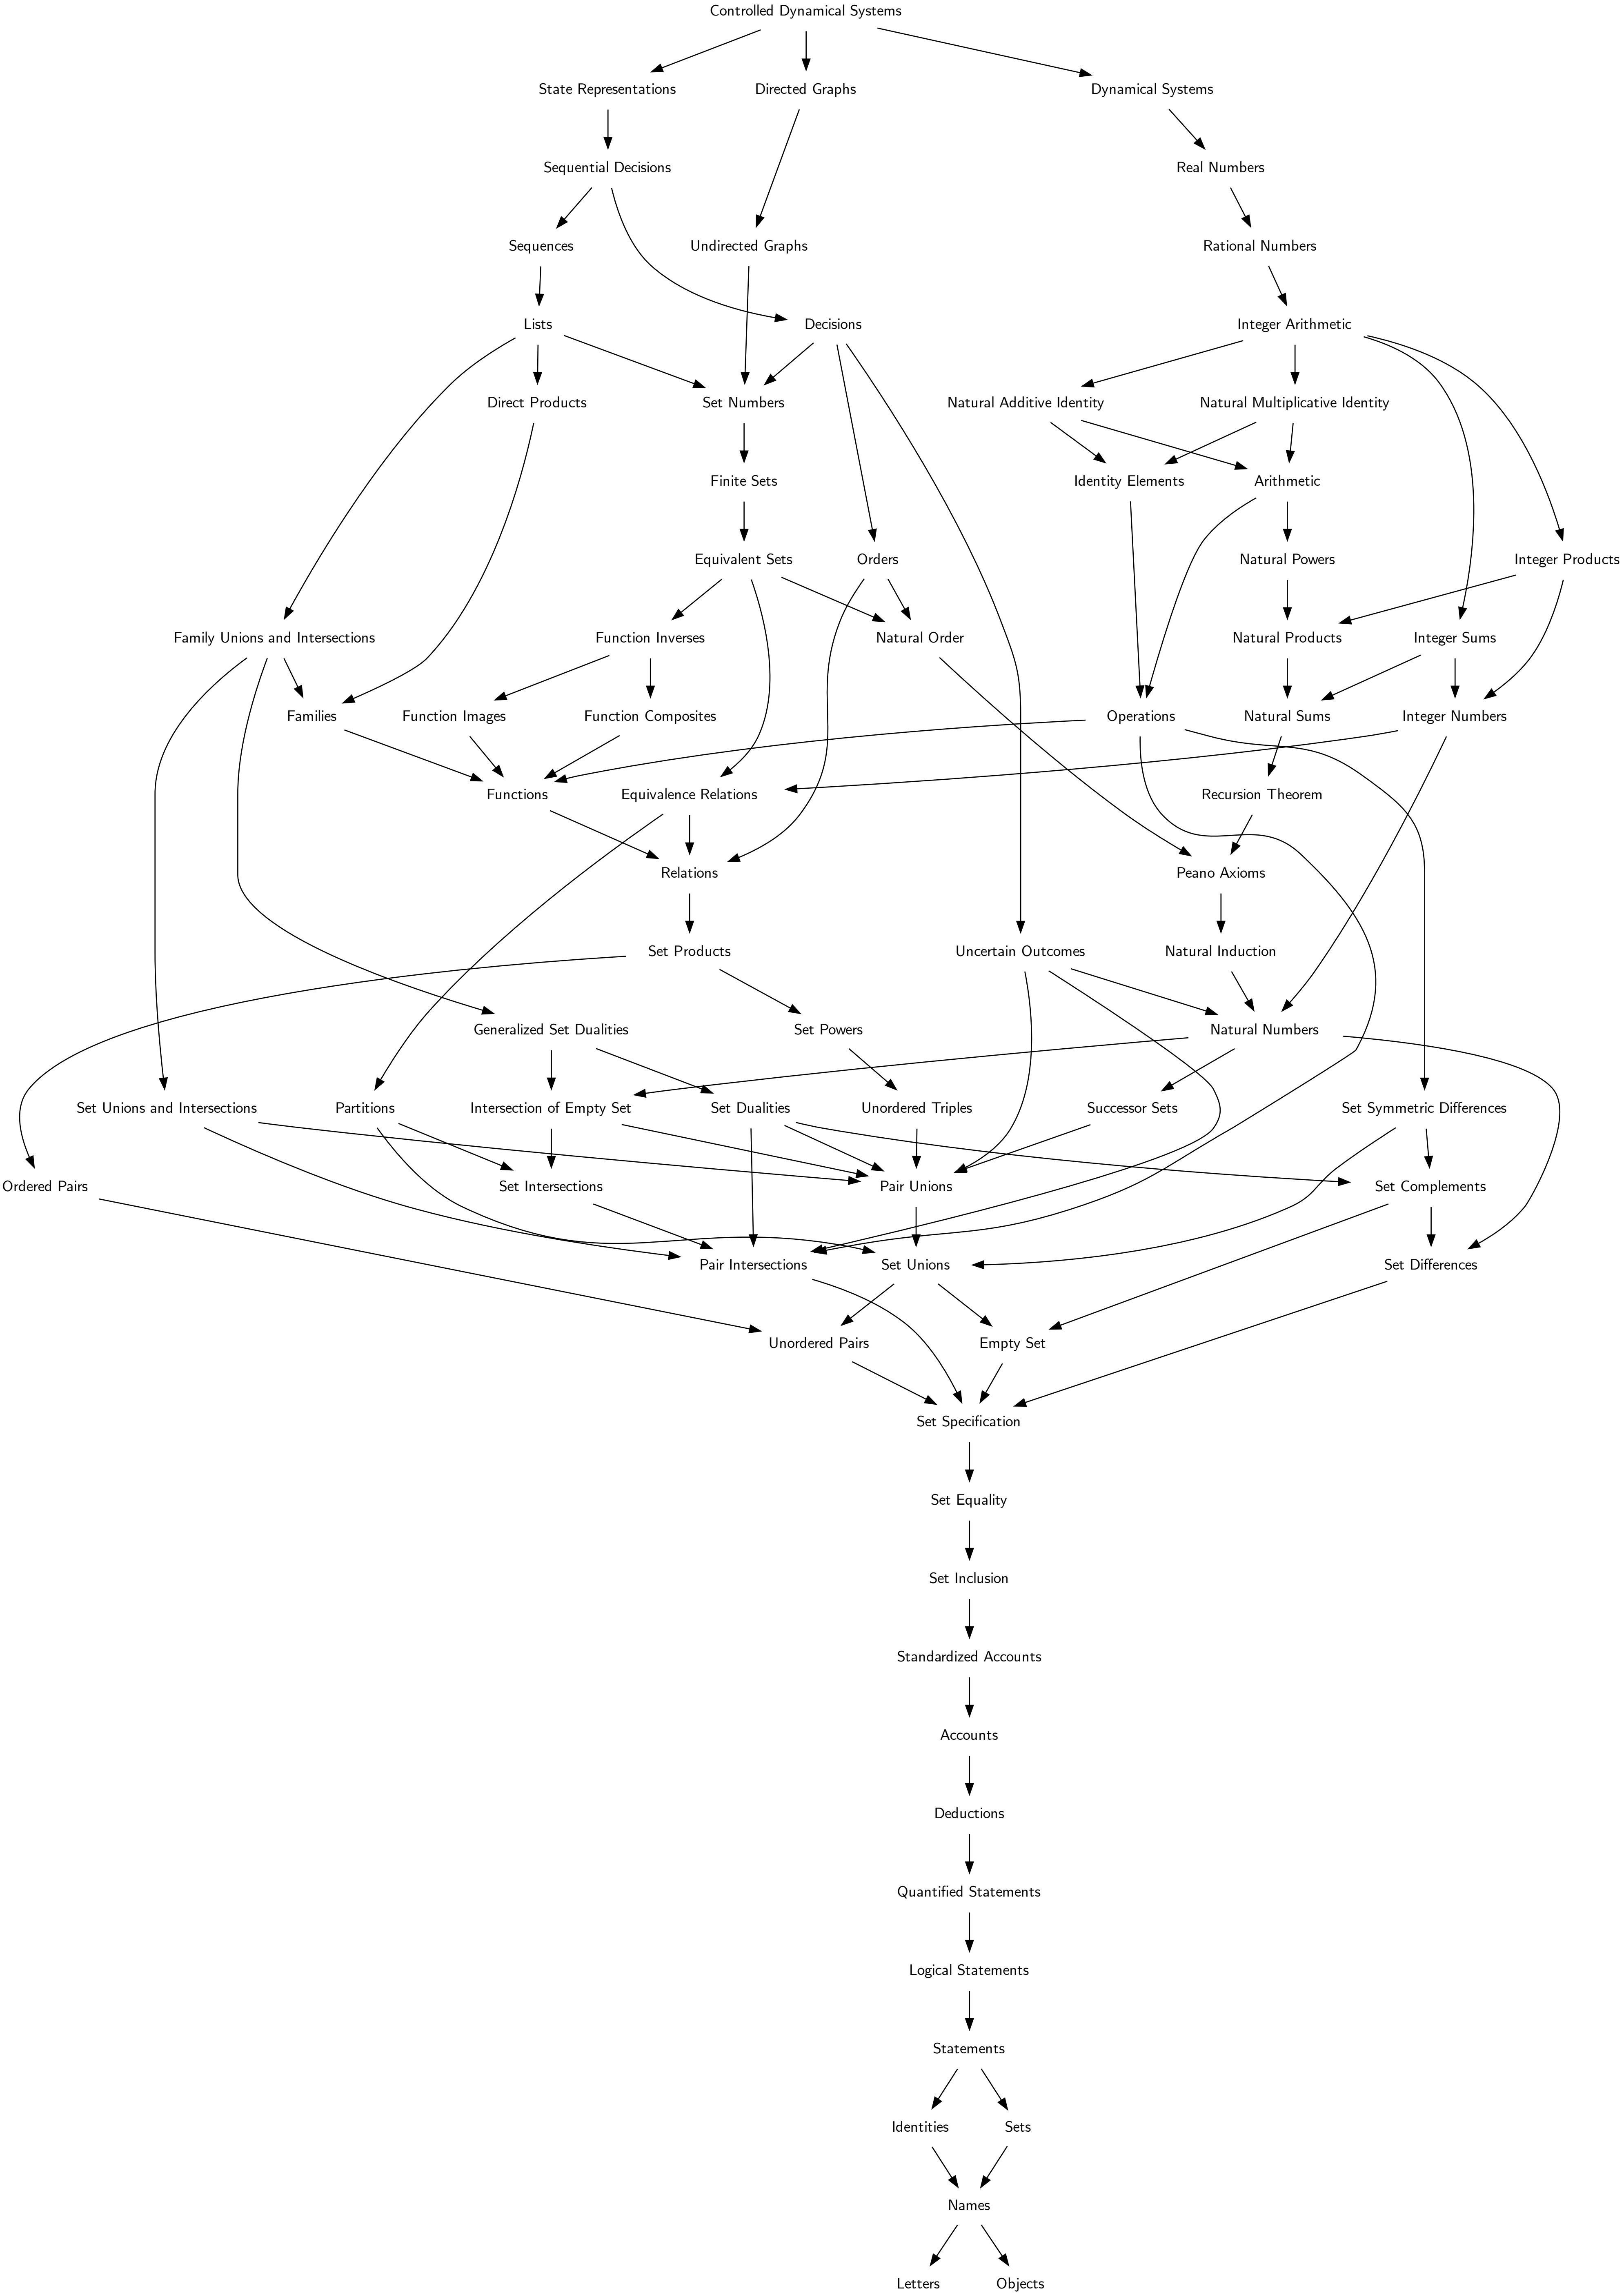 Controlled Dynamical Systems
State Representations
Directed Graphs
Dynamical Systems
Sequential Decisions
Real Numbers
Sequences
Undirected Graphs
Rational Numbers
Lists
Decisions
Integer Arithmetic
Direct Products
Set Numbers
Natural Additive Identity
Natural Multiplicative Identity
Finite Sets
Identity Elements
Arithmetic
Equivalent Sets
Orders
Natural Powers
Integer Products
Family Unions and Intersections
Function Inverses
Natural Order
Natural Products
Integer Sums
Families
Function Images
Function Composites
Operations
Natural Sums
Integer Numbers
Functions
Equivalence Relations
Recursion Theorem
Relations
Peano Axioms
Set Products
Uncertain Outcomes
Natural Induction
Generalized Set Dualities
Set Powers
Natural Numbers
Set Unions and Intersections
Partitions
Intersection of Empty Set
Set Dualities
Unordered Triples
Successor Sets
Set Symmetric Differences
Ordered Pairs
Set Intersections
Pair Unions
Set Complements
Pair Intersections
Set Unions
Set Differences
Unordered Pairs
Empty Set
Set Specification
Set Equality
Set Inclusion
Standardized Accounts
Accounts
Deductions
Quantified Statements
Logical Statements
Statements
Identities
Sets
Names
Letters
Objects